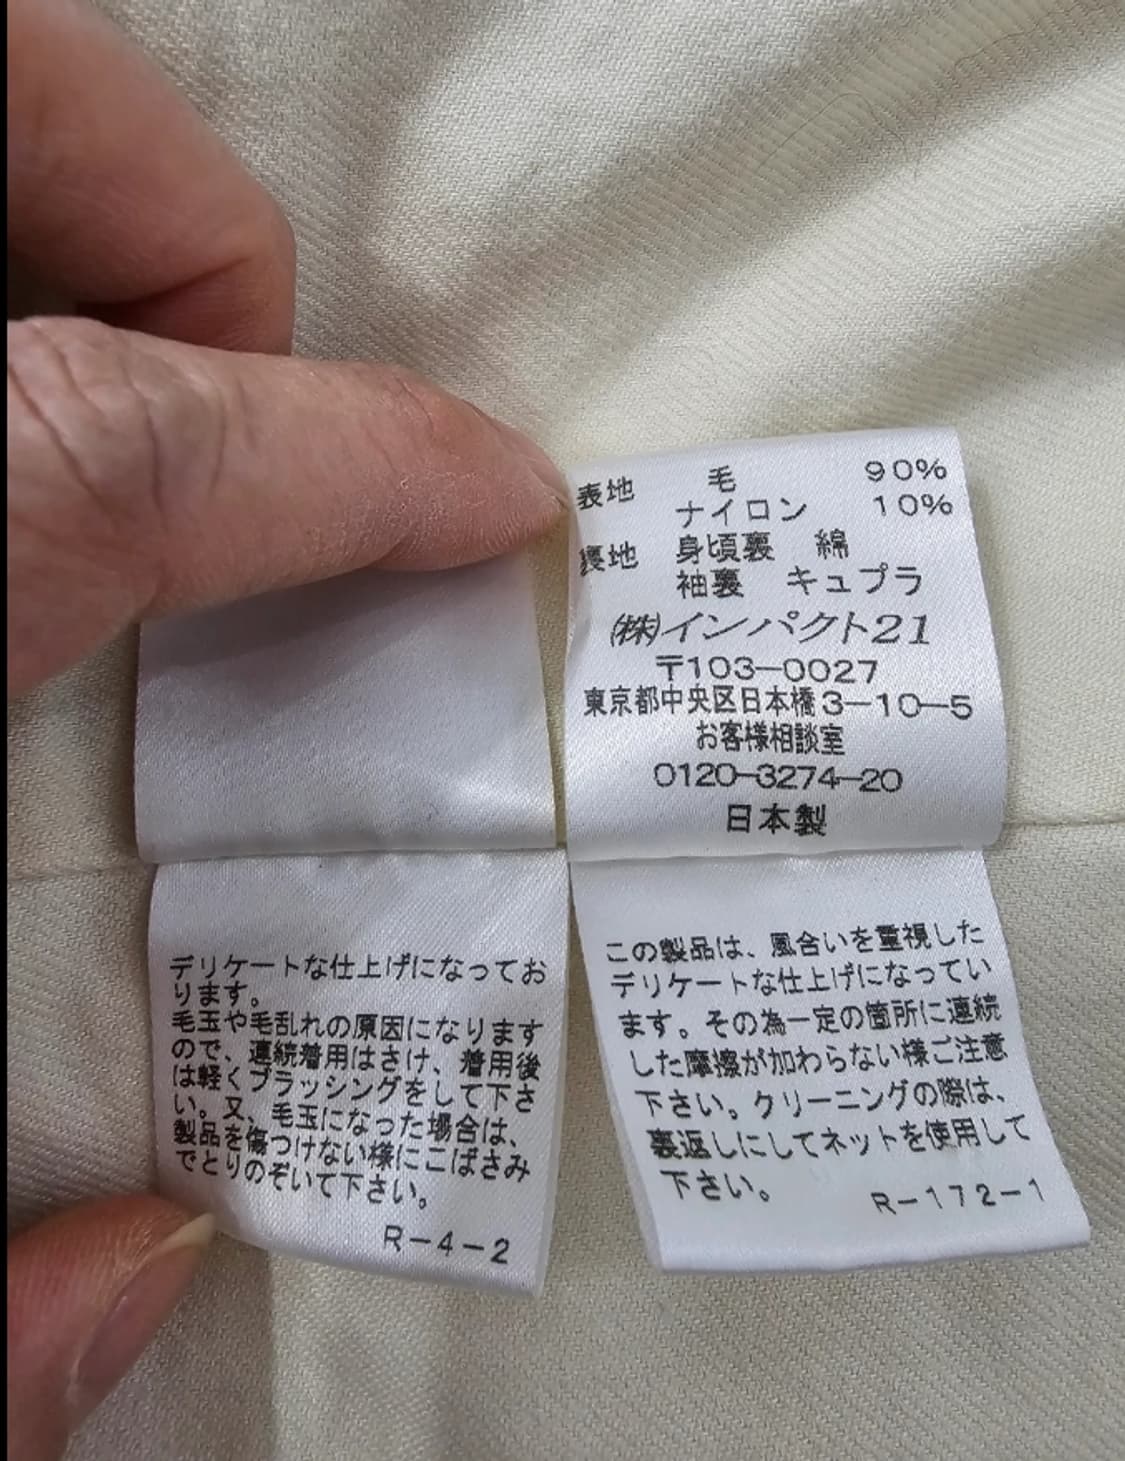 表地 毛 90%
ナイロン 10%
裏地 身頃裏 綿
袖裏 キュプラ
(株)インパクト21
〒103-0027
東京都中央区日本橋3-10-5
お客様相談室
0120-3274-20
日本製
デリケートな仕上げになってお
ります。
毛玉や毛乱れの原因になります
ので、連続着用はさけ、着用後
は軽くブラッシングをして下さ
い。又、毛玉になった場合は、
製品を傷つけない様にこばさみ
でとりのぞいて下さい。
R-4-2
この製品は、風合いを重視した
デリケートな仕上げになってい
ます。その為一定の箇所に連続
した摩擦が加わらない様ご注意
下さい。クリーニングの際は、
裏返しにしてネットを使用して
下さい。
R-172-1